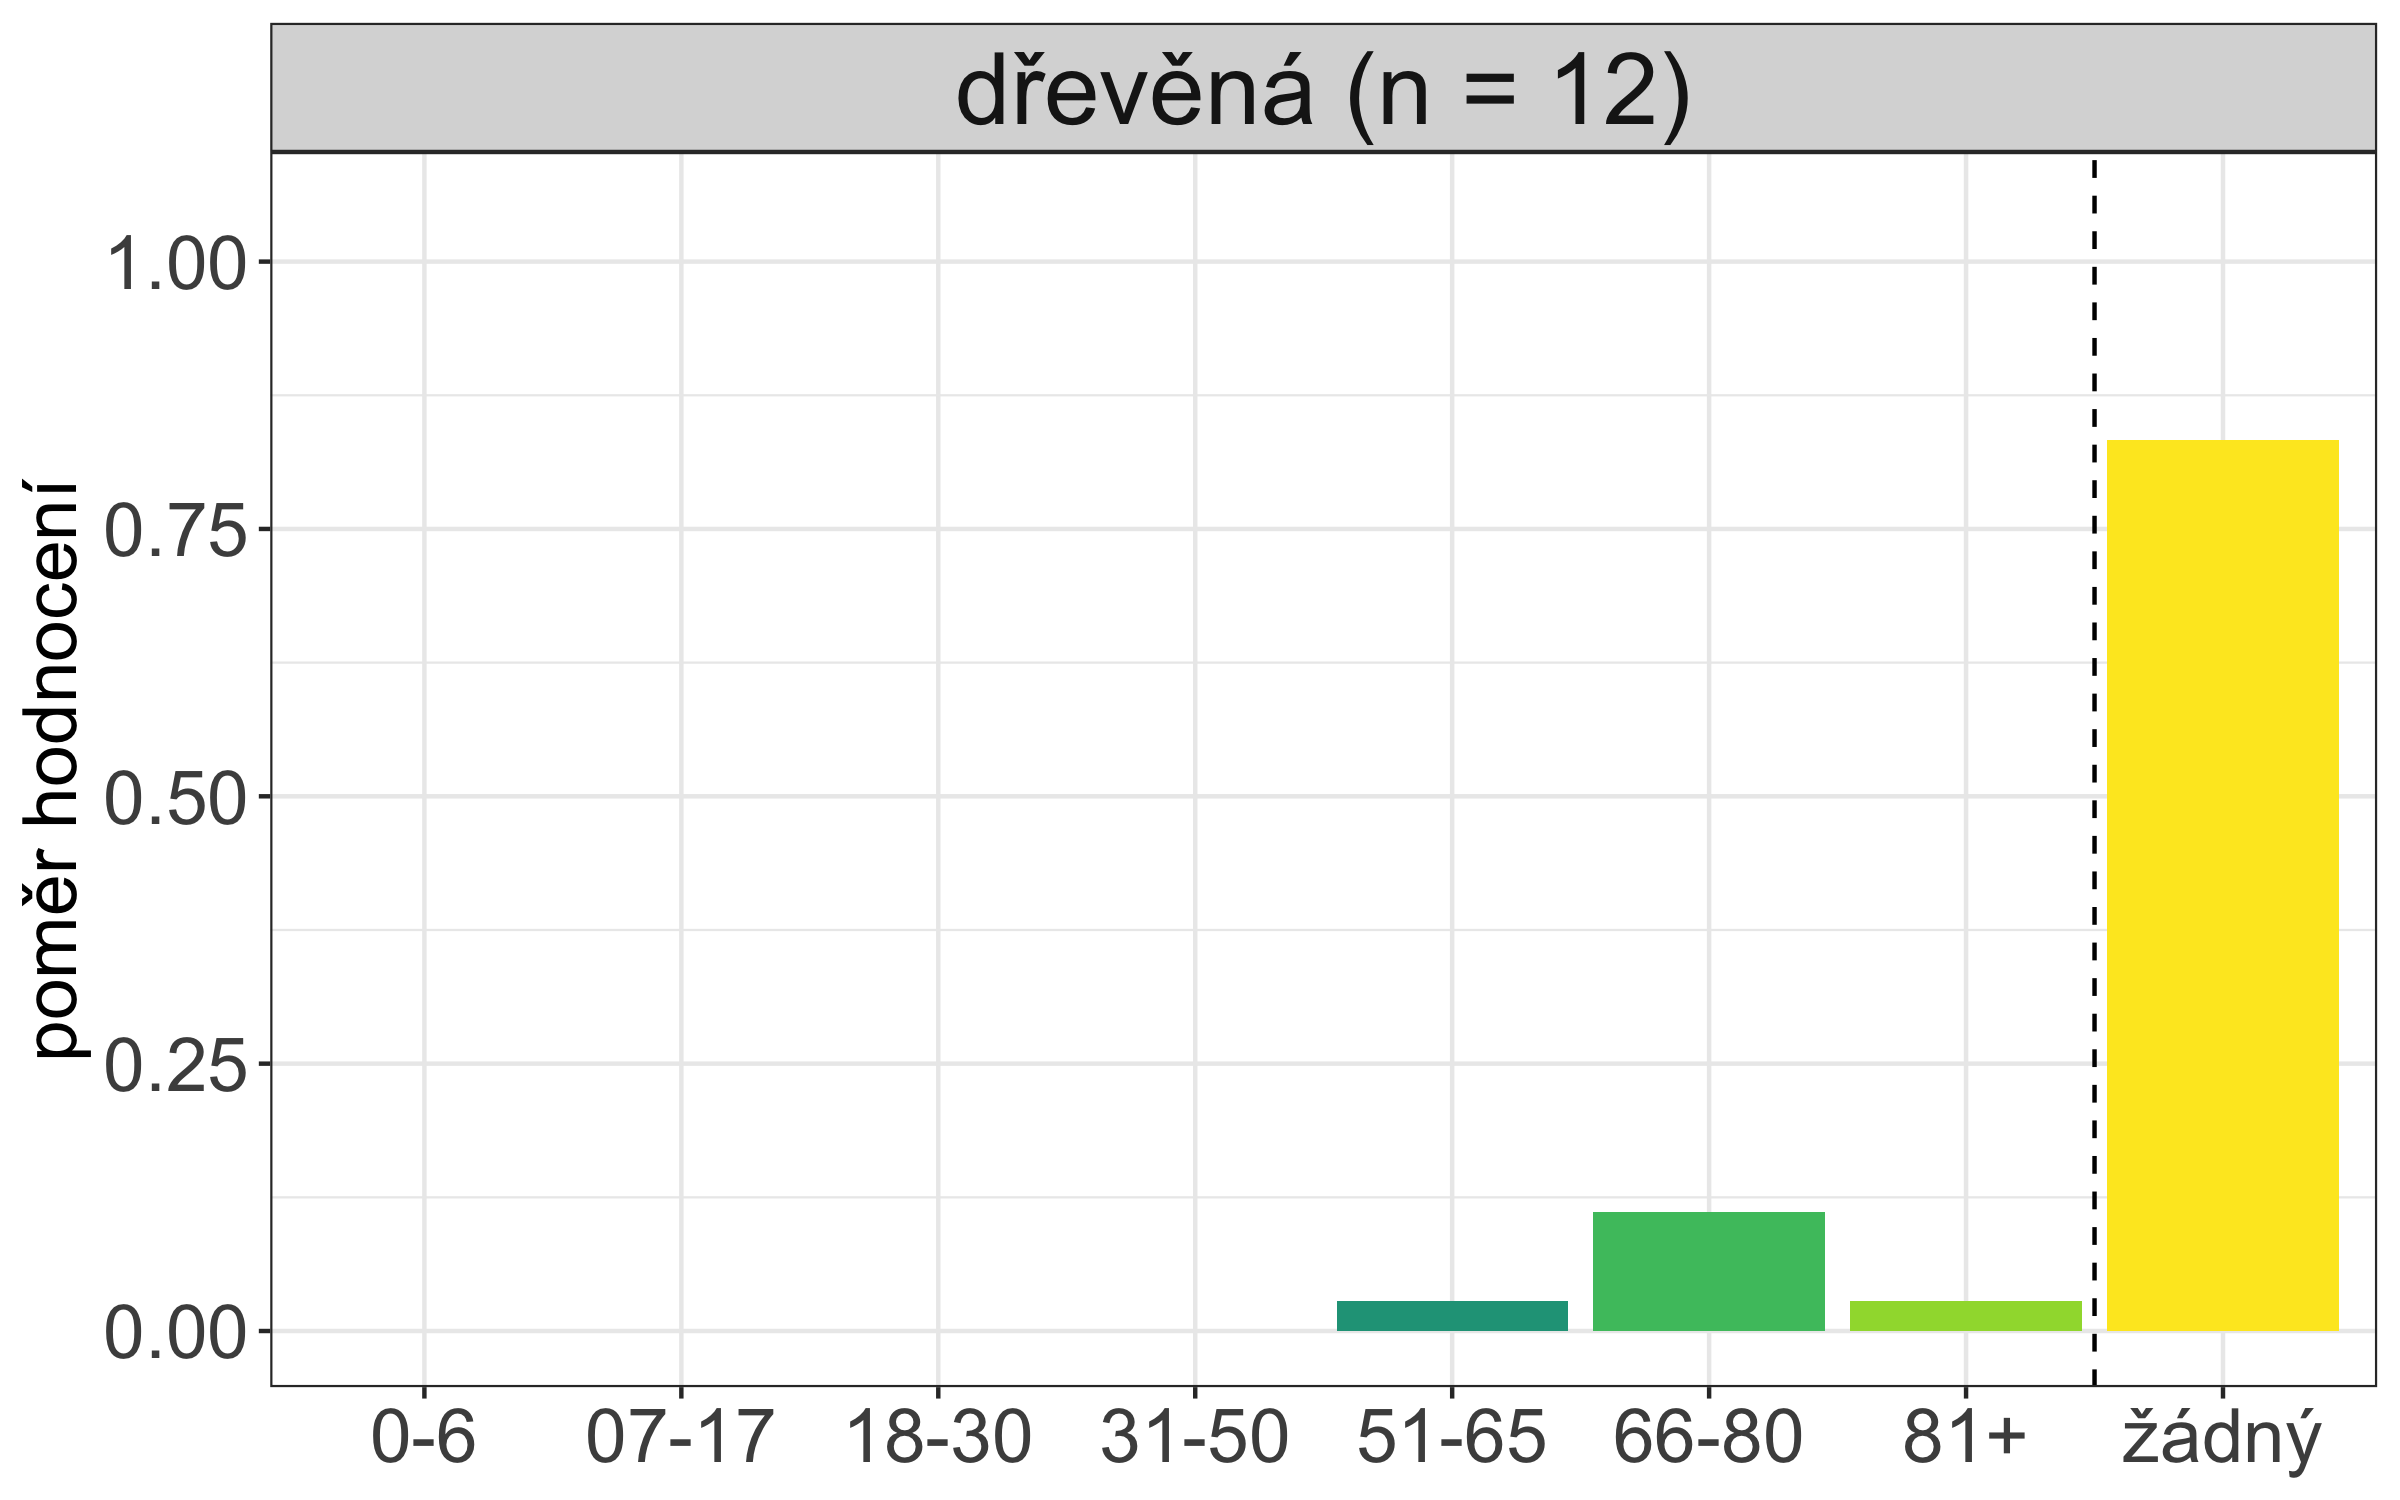 dřevěná (n = 12)
poměr hodnocení
1.00
0.75
0.50
0.25
0.00
0-6 07-17 18-30 31-50 51-65 66-80 81+ žádný